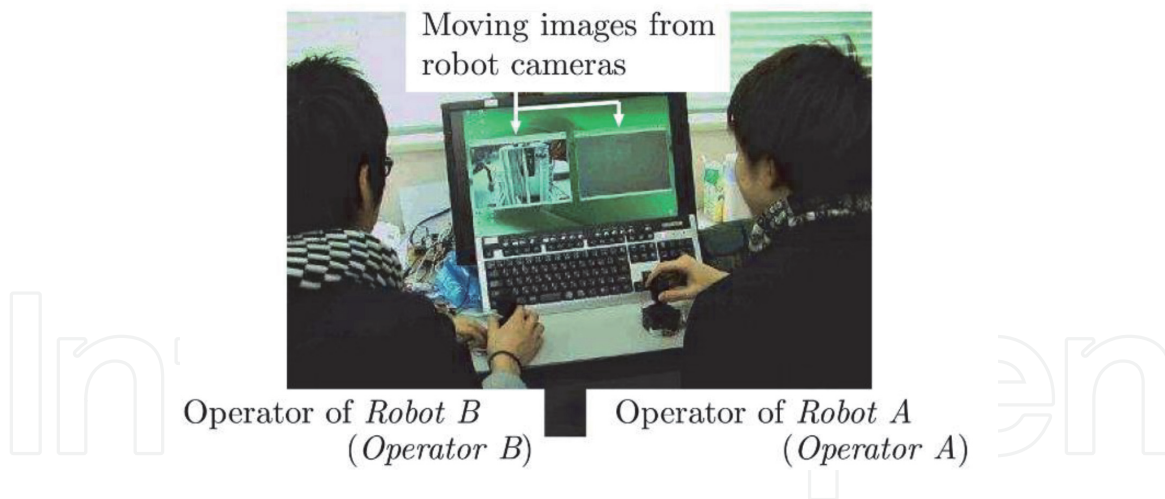 Moving images from
robot cameras
Operator of Robot B
(Operator B)
Operator of Robot A
(Operator A)